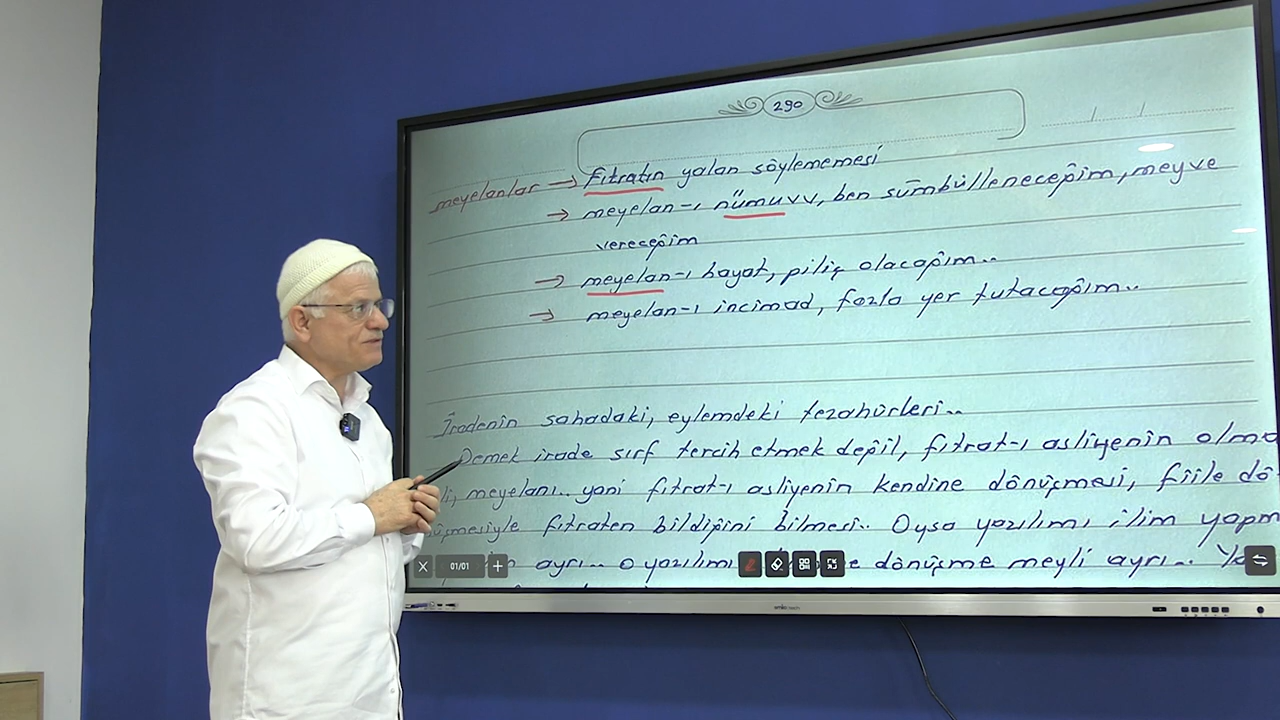 290
meyelanlar → fıtratın yalan söylememesi
→ meyelan-ı nümuvv, ben sümbülleneceğim, meyve
vereceğim
→ meyelan-ı hayat, piliç olacağım..
→ meyelan-ı incimad, fazla yer tutacağım..
İradenin sahadaki, eylemdeki tezahürleri..
Demek irade sırf tercih etmek değil, fıtrat-ı asliyenin olma
li, meyelanı.. yani fıtrat-ı asliyenin kendine dönüşmesi, fiile dö
üşmesiyle fıtraten bildiğini bilmesi.. Oysa yazılımı ilim yapm
ayrı.. o yazılımı dönüşme meyli ayrı..
01/01